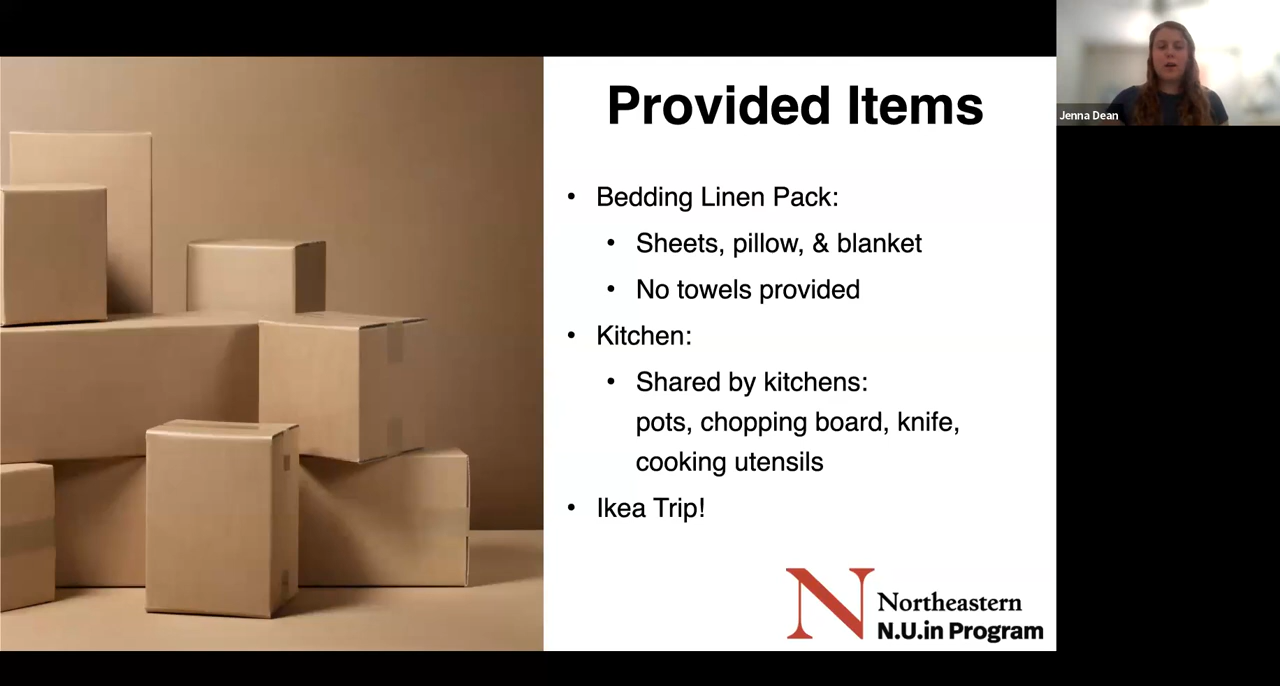 Provided Items
• Bedding Linen Pack:
• Sheets, pillow, & blanket
• No towels provided
• Kitchen:
• Shared by kitchens:
pots, chopping board, knife,
cooking utensils
• Ikea Trip!
N Northeastern
N.U.in Program
Jenna Dean